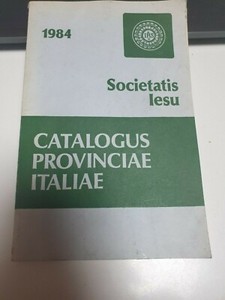 1984
Societatis
Iesu
CATALOGUS
PROVINCIAE
ITALIAE